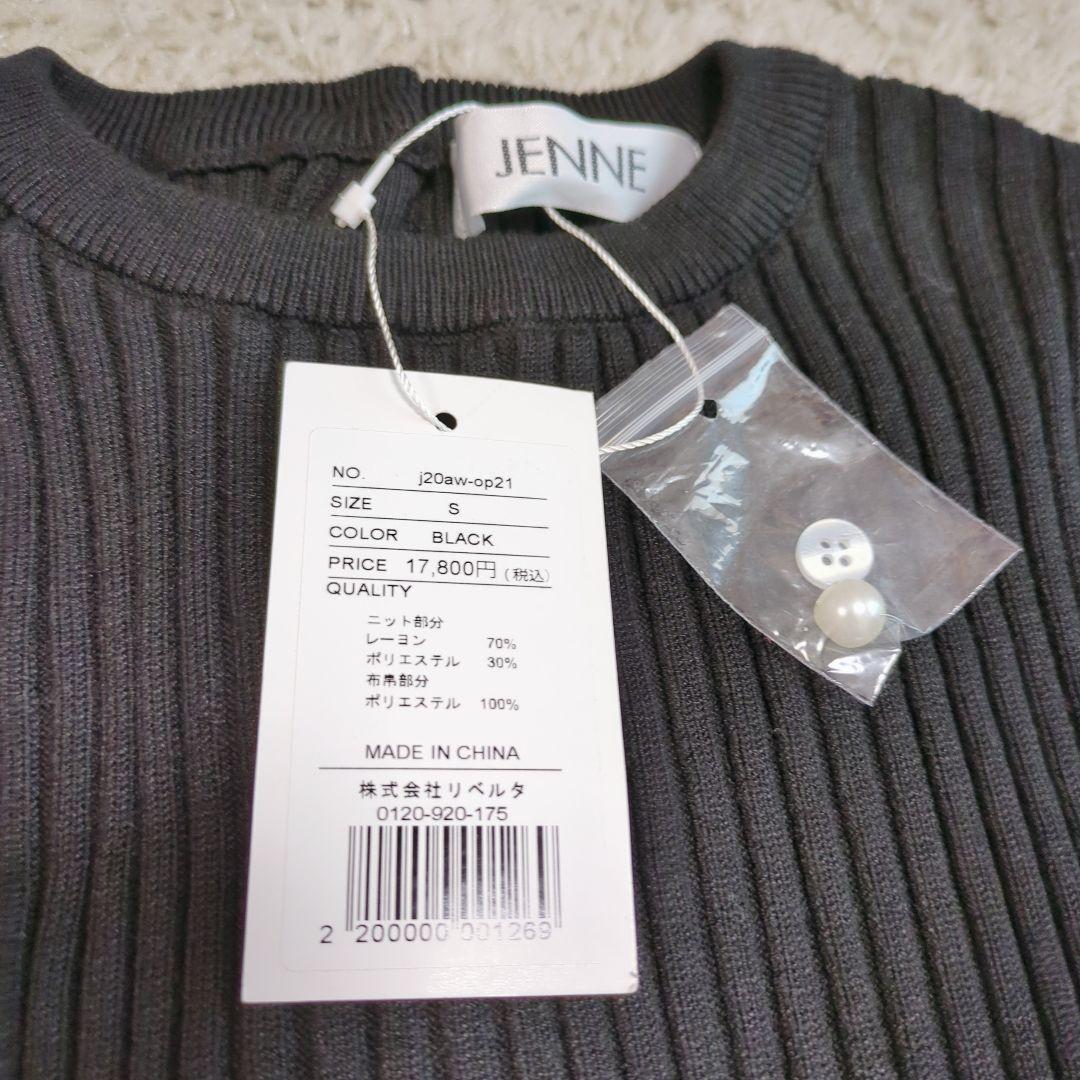 JENNE
NO. j20aw-op21
SIZE S
COLOR BLACK
PRICE 17,800円 (税込)
QUALITY
ニット部分
レーヨン 70%
ポリエステル 30%
布帛部分
ポリエステル 100%
MADE IN CHINA
株式会社リベルタ
0120-920-175
2 200000 001269